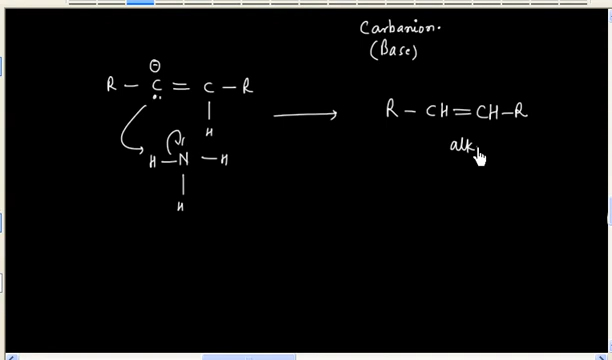 Carbanion.
(Base)
⊖
R – C̤ = C – R
H
R – CH = CH – R
H – N – H
H
alk